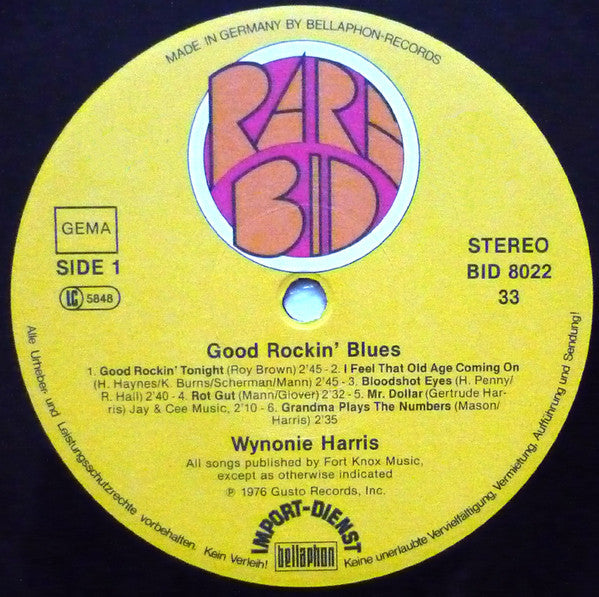 MADE IN GERMANY BY BELLAPHON-RECORDS
RARE
BID
GEMA
SIDE 1
LC 5848
STEREO
BID 8022
33
Good Rockin' Blues
1. Good Rockin' Tonight (Roy Brown) 2'45 - 2. I Feel That Old Age Coming On
(H. Haynes/K. Burns/Scherman/Mann) 2'45 - 3. Bloodshot Eyes (H. Penny/
R. Hall) 2'40 - 4. Rot Gut (Mann/Glover) 2'32 - 5. Mr. Dollar (Gertrude Har-
ris) Jay & Cee Music, 2'10 - 6. Grandma Plays The Numbers (Mason/
Harris) 2'35
Wynonie Harris
All songs published by Fort Knox Music,
except as otherwise indicated
℗ 1976 Gusto Records, Inc.
IMPORT-DIENST
bellaphon
Alle Urheber- und Leistungsschutzrechte vorbehalten. Kein Verleih! Keine unerlaubte Vervielfältigung, Vermietung, Aufführung und Sendung!